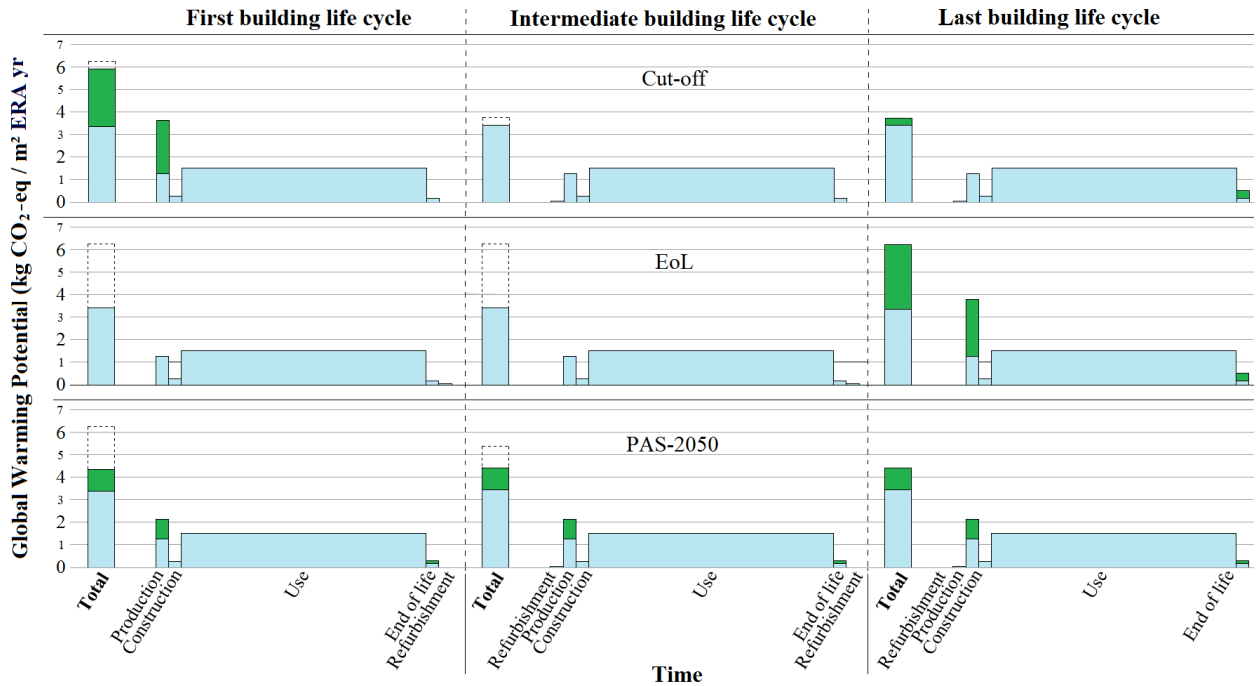 First building life cycle
Intermediate building life cycle
Last building life cycle
Global Warming Potential (kg CO₂-eq / m² ERA yr
7
6
5
4
3
2
1
0
Cut-off
7
6
5
4
3
2
1
0
EoL
7
6
5
4
3
2
1
0
PAS-2050
Total
Production
Construction
Use
End of life
Refurbishment
Total
Refurbishment
Production
Construction
Use
End of life
Refurbishment
Total
Refurbishment
Production
Construction
Use
End of life
Time